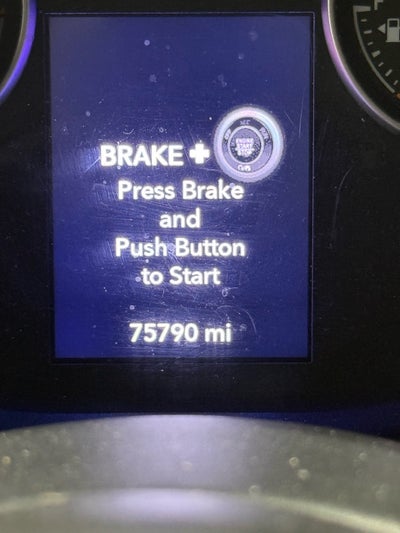 BRAKE +
Press Brake
and
Push Button
to Start
75790 mi